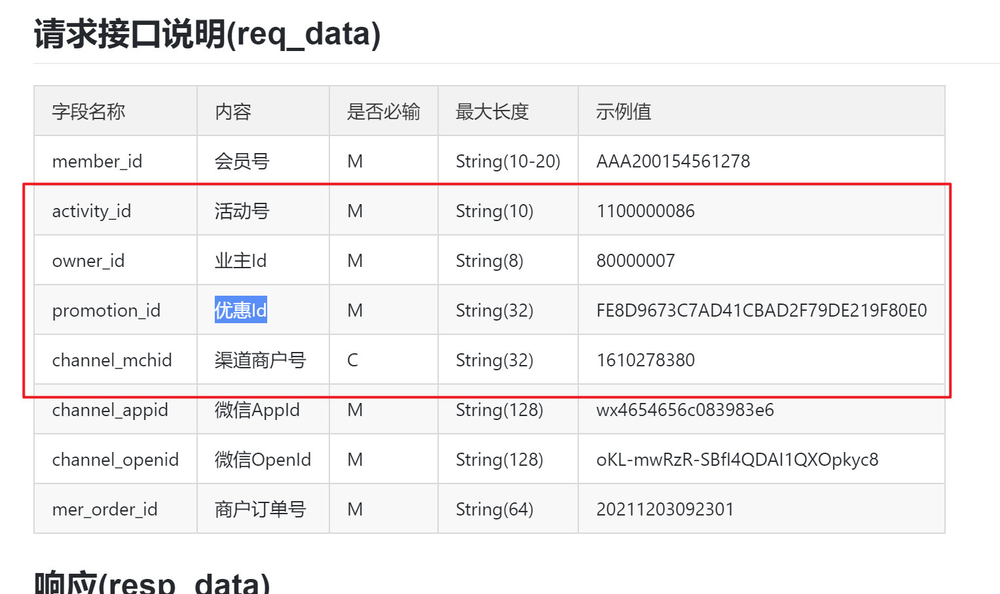 请求接口说明(req_data)
字段名称 内容 是否必输 最大长度 示例值
member_id 会员号 M String(10-20) AAA200154561278
activity_id 活动号 M String(10) 1100000086
owner_id 业主Id M String(8) 80000007
promotion_id 优惠Id M String(32) FE8D9673C7AD41CBAD2F79DE219F80E0
channel_mchid 渠道商户号 C String(32) 1610278380
channel_appid 微信AppId M String(128) wx4654656c083983e6
channel_openid 微信OpenId M String(128) oKL-mwRzR-SBfI4QDAI1QXOpkyc8
mer_order_id 商户订单号 M String(64) 20211203092301
响应(resp_data)